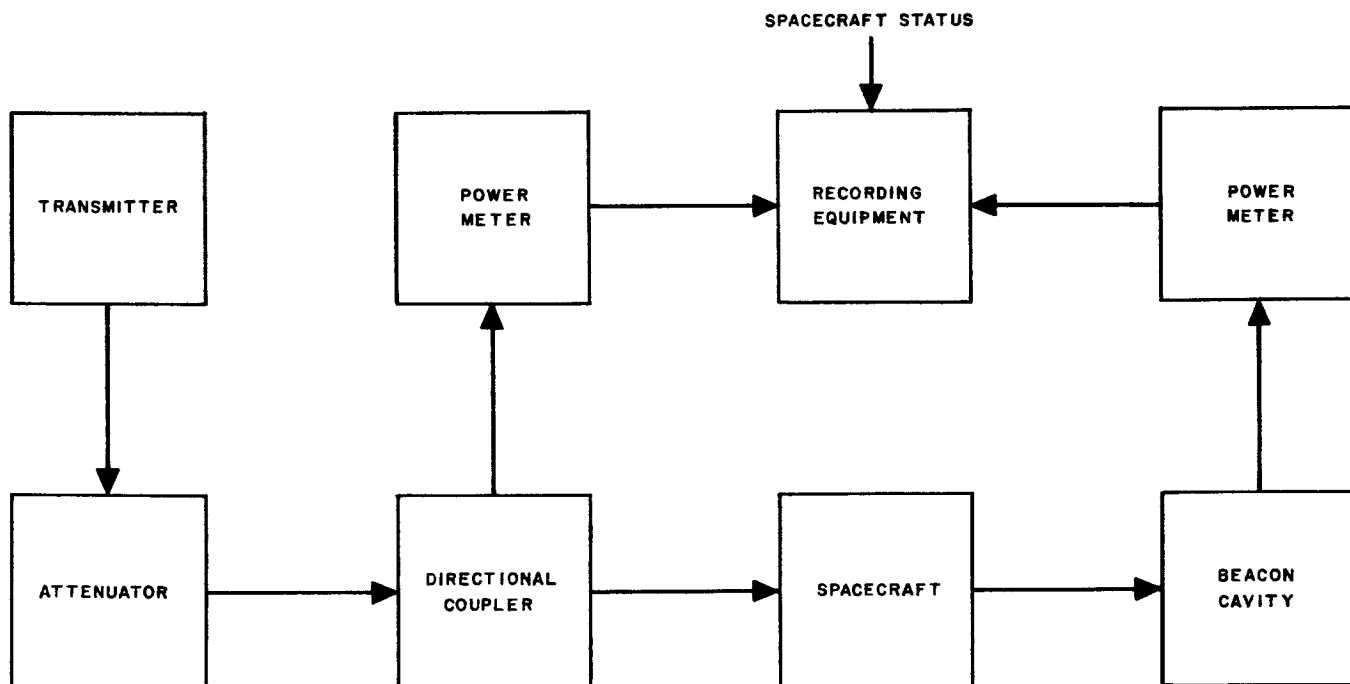 SPACECRAFT STATUS
TRANSMITTER
POWER
METER
RECORDING
EQUIPMENT
POWER
METER
ATTENUATOR
DIRECTIONAL
COUPLER
SPACECRAFT
BEACON
CAVITY